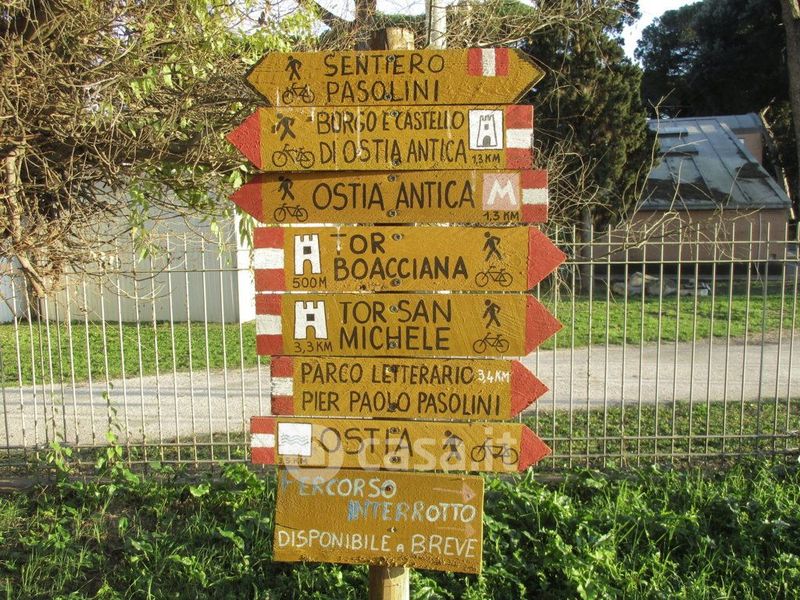 SENTIERO
PASOLINI
BORGO E CASTELLO
DI OSTIA ANTICA
1.3 KM
OSTIA ANTICA
M
1.3 KM
TOR
BOACCIANA
500 M
TOR SAN
MICHELE
3,3 KM
PARCO LETTERARIO 3,4 KM
PIER PAOLO PASOLINI
OSTIA
casa.it
PERCORSO
INTERROTTO
DISPONIBILE a BREVE